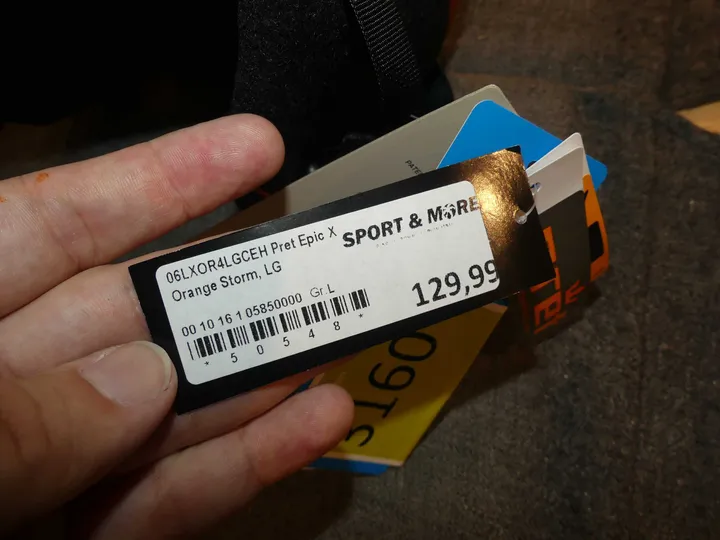 06LXOR4LGCEH Pret Epic X
SPORT & MORE
Orange Storm, LG
129,99
00 10 16 1 05850000 Gr.L
* 5 0 5 4 8 *
$160